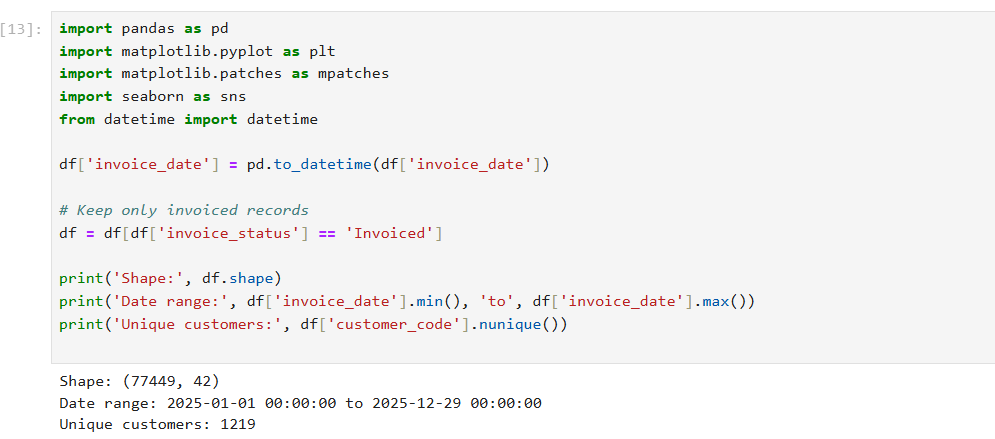 [13]:
import pandas as pd
import matplotlib.pyplot as plt
import matplotlib.patches as mpatches
import seaborn as sns
from datetime import datetime
df['invoice_date'] = pd.to_datetime(df['invoice_date'])
# Keep only invoiced records
df = df[df['invoice_status'] == 'Invoiced']
print('Shape:', df.shape)
print('Date range:', df['invoice_date'].min(), 'to', df['invoice_date'].max())
print('Unique customers:', df['customer_code'].nunique())
Shape: (77449, 42)
Date range: 2025-01-01 00:00:00 to 2025-12-29 00:00:00
Unique customers: 1219